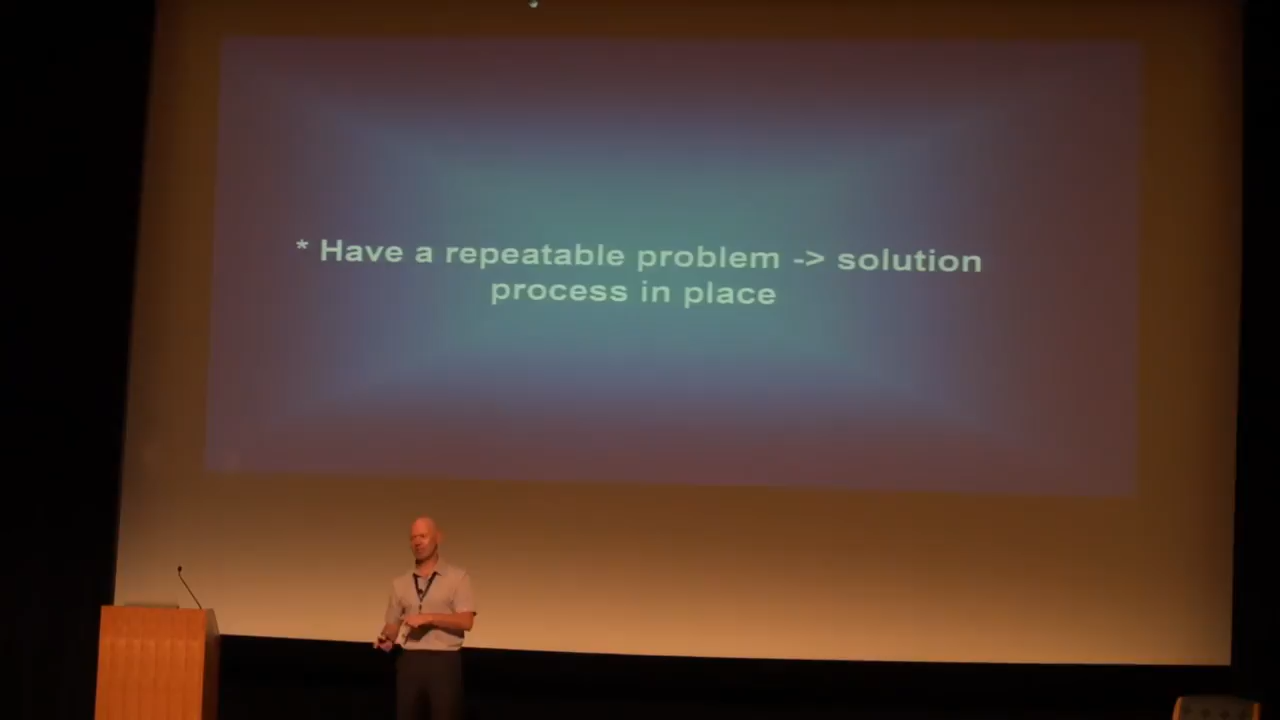 * Have a repeatable problem -> solution
process in place